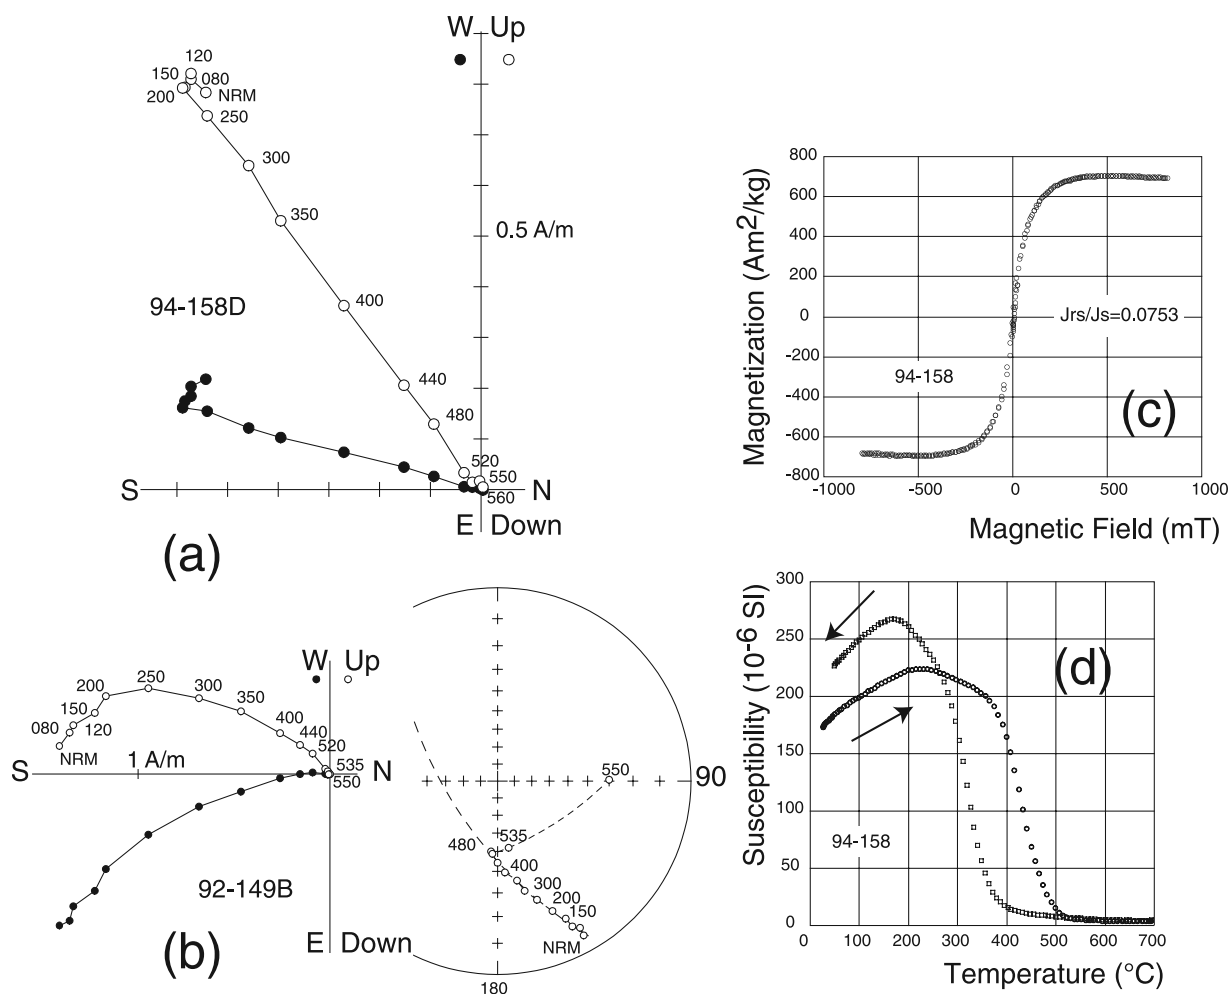 W Up
120
150
080
200
NRM
250
300
350
0.5 A/m
94-158D
400
440
480
520
550
S
N
560
E Down
(a)
W Up
250
200
300
150
350
080
120
400
440
NRM
520
S
1 A/m
535
N
550
92-149B
E Down
(b)
550
90
480
535
400
300
200
150
NRM
180
Magnetization (Am2/kg)
800
600
400
200
0
-200
-400
-600
-800
Jrs/Js=0.0753
94-158
(c)
-1000
-500
0
500
1000
Magnetic Field (mT)
Susceptibility (10-6 SI)
300
250
200
150
100
50
0
(d)
94-158
0
100
200
300
400
500
600
700
Temperature (°C)